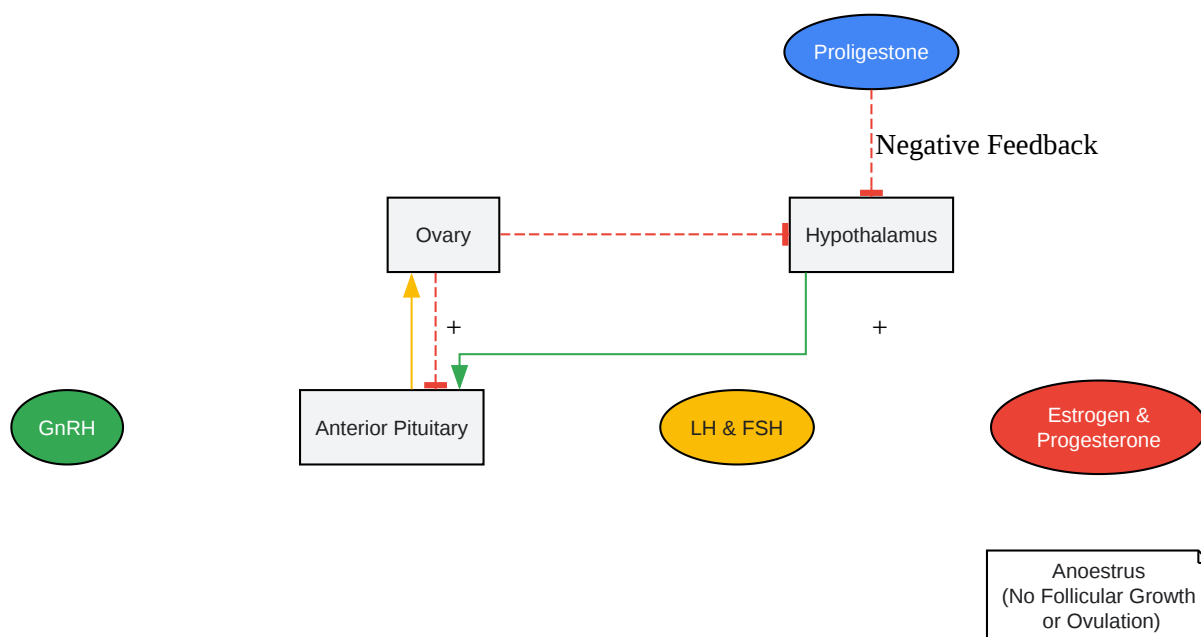 Proligestone
Negative Feedback
Ovary
Hypothalamus
+
+
GnRH
Anterior Pituitary
LH & FSH
Estrogen &
Progesterone
Anoestrus
(No Follicular Growth
or Ovulation)